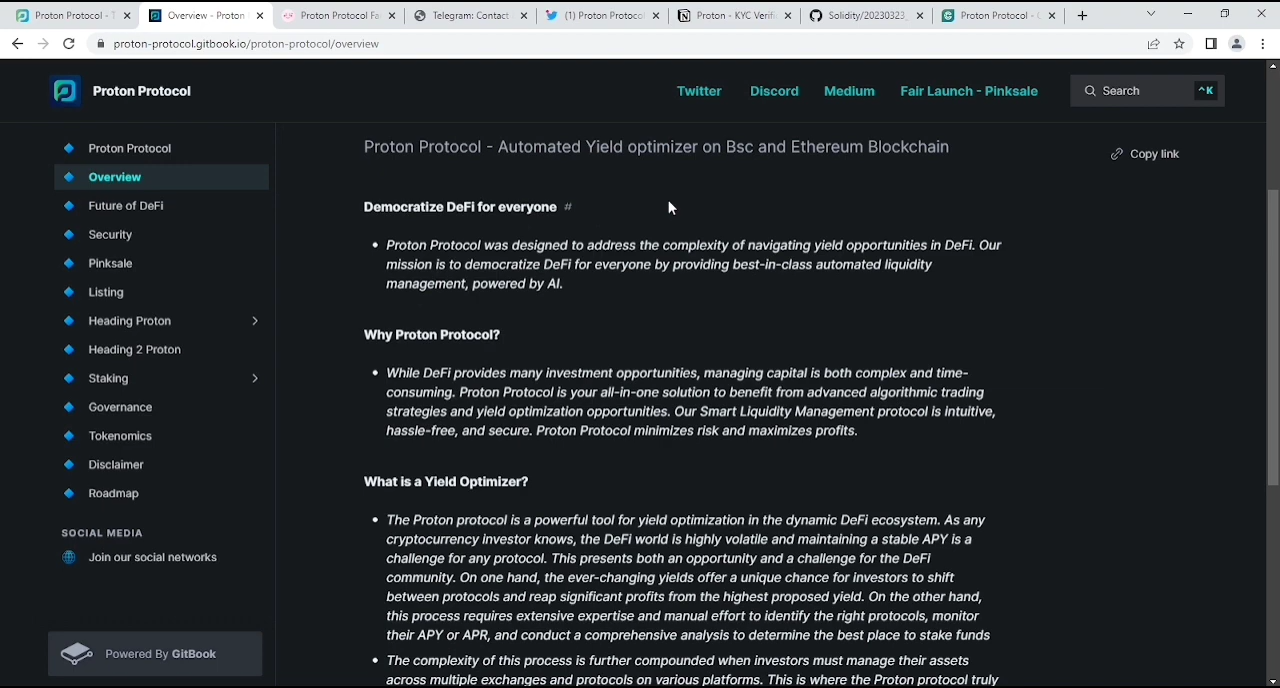 Proton Protocol - T
Overview - Proton
Proton Protocol Fa
Telegram: Contact
(1) Proton Protoco
Proton - KYC Verifi
Solidity/20230323_
Proton Protocol -
proton-protocol.gitbook.io/proton-protocol/overview
Proton Protocol
Twitter
Discord
Medium
Fair Launch - Pinksale
Search
^K
Proton Protocol
Overview
Future of DeFi
Security
Pinksale
Listing
Heading Proton
Heading 2 Proton
Staking
Governance
Tokenomics
Disclaimer
Roadmap
SOCIAL MEDIA
Join our social networks
Powered By GitBook
Proton Protocol - Automated Yield optimizer on Bsc and Ethereum Blockchain
Copy link
Democratize DeFi for everyone #
• Proton Protocol was designed to address the complexity of navigating yield opportunities in DeFi. Our
mission is to democratize DeFi for everyone by providing best-in-class automated liquidity
management, powered by AI.
Why Proton Protocol?
• While DeFi provides many investment opportunities, managing capital is both complex and time-
consuming. Proton Protocol is your all-in-one solution to benefit from advanced algorithmic trading
strategies and yield optimization opportunities. Our Smart Liquidity Management protocol is intuitive,
hassle-free, and secure. Proton Protocol minimizes risk and maximizes profits.
What is a Yield Optimizer?
• The Proton protocol is a powerful tool for yield optimization in the dynamic DeFi ecosystem. As any
cryptocurrency investor knows, the DeFi world is highly volatile and maintaining a stable APY is a
challenge for any protocol. This presents both an opportunity and a challenge for the DeFi
community. On one hand, the ever-changing yields offer a unique chance for investors to shift
between protocols and reap significant profits from the highest proposed yield. On the other hand,
this process requires extensive expertise and manual effort to identify the right protocols, monitor
their APY or APR, and conduct a comprehensive analysis to determine the best place to stake funds
• The complexity of this process is further compounded when investors must manage their assets
across multiple exchanges and protocols on various platforms. This is where the Proton protocol truly